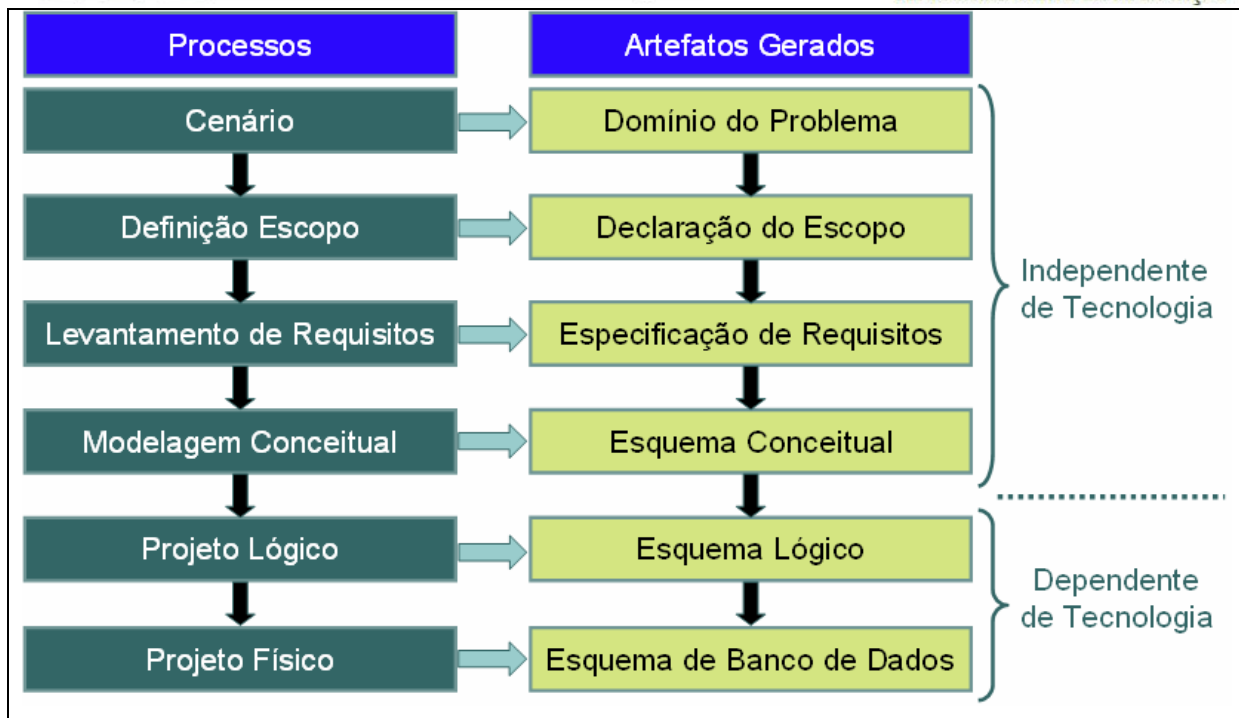 Processos
Artefatos Gerados
Cenário
Domínio do Problema
Definição Escopo
Declaração do Escopo
Levantamento de Requisitos
Especificação de Requisitos
Modelagem Conceitual
Esquema Conceitual
Projeto Lógico
Esquema Lógico
Projeto Físico
Esquema de Banco de Dados
Independente
de Tecnologia
Dependente
de Tecnologia